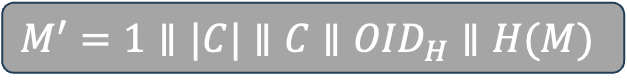 M′ = 1 ∥ |C| ∥ C ∥ OID_H ∥ H(M)